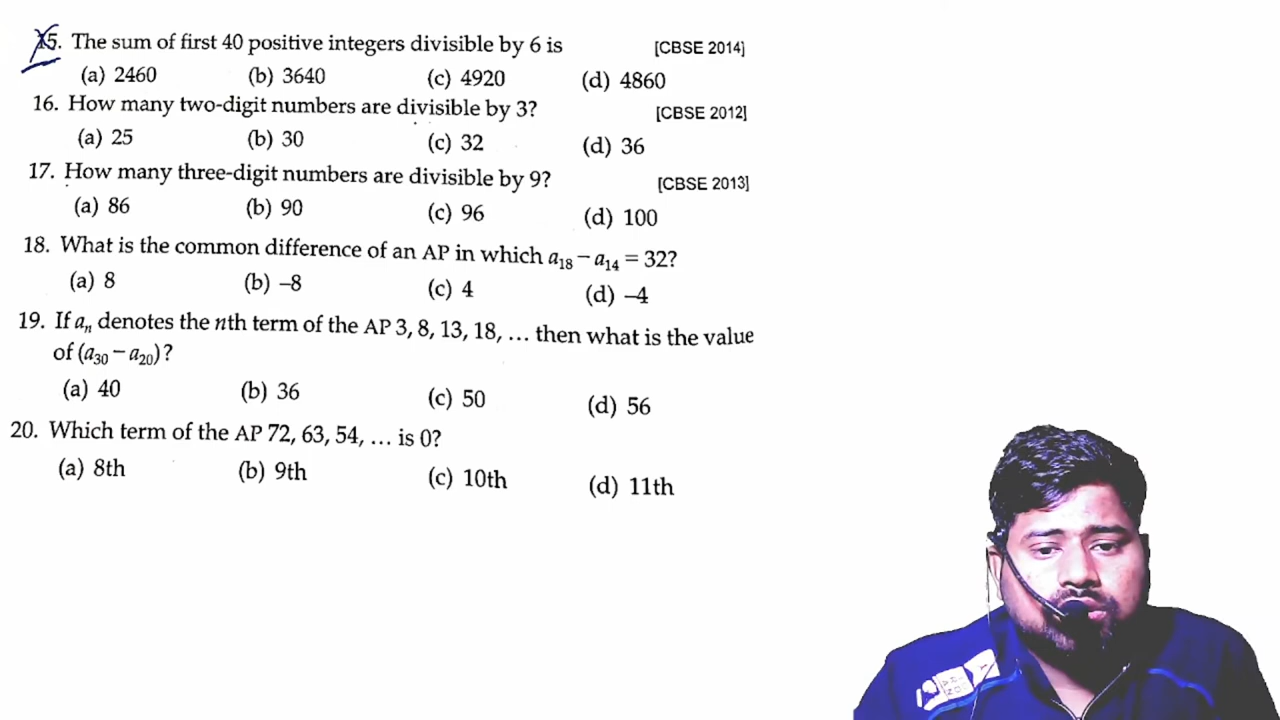 15. The sum of first 40 positive integers divisible by 6 is [CBSE 2014]
(a) 2460 (b) 3640 (c) 4920 (d) 4860
16. How many two-digit numbers are divisible by 3? [CBSE 2012]
(a) 25 (b) 30 (c) 32 (d) 36
17. How many three-digit numbers are divisible by 9? [CBSE 2013]
(a) 86 (b) 90 (c) 96 (d) 100
18. What is the common difference of an AP in which a₁₈ − a₁₄ = 32?
(a) 8 (b) –8 (c) 4 (d) –4
19. If aₙ denotes the nth term of the AP 3, 8, 13, 18, … then what is the value
of (a₃₀ − a₂₀)?
(a) 40 (b) 36 (c) 50 (d) 56
20. Which term of the AP 72, 63, 54, … is 0?
(a) 8th (b) 9th (c) 10th (d) 11th